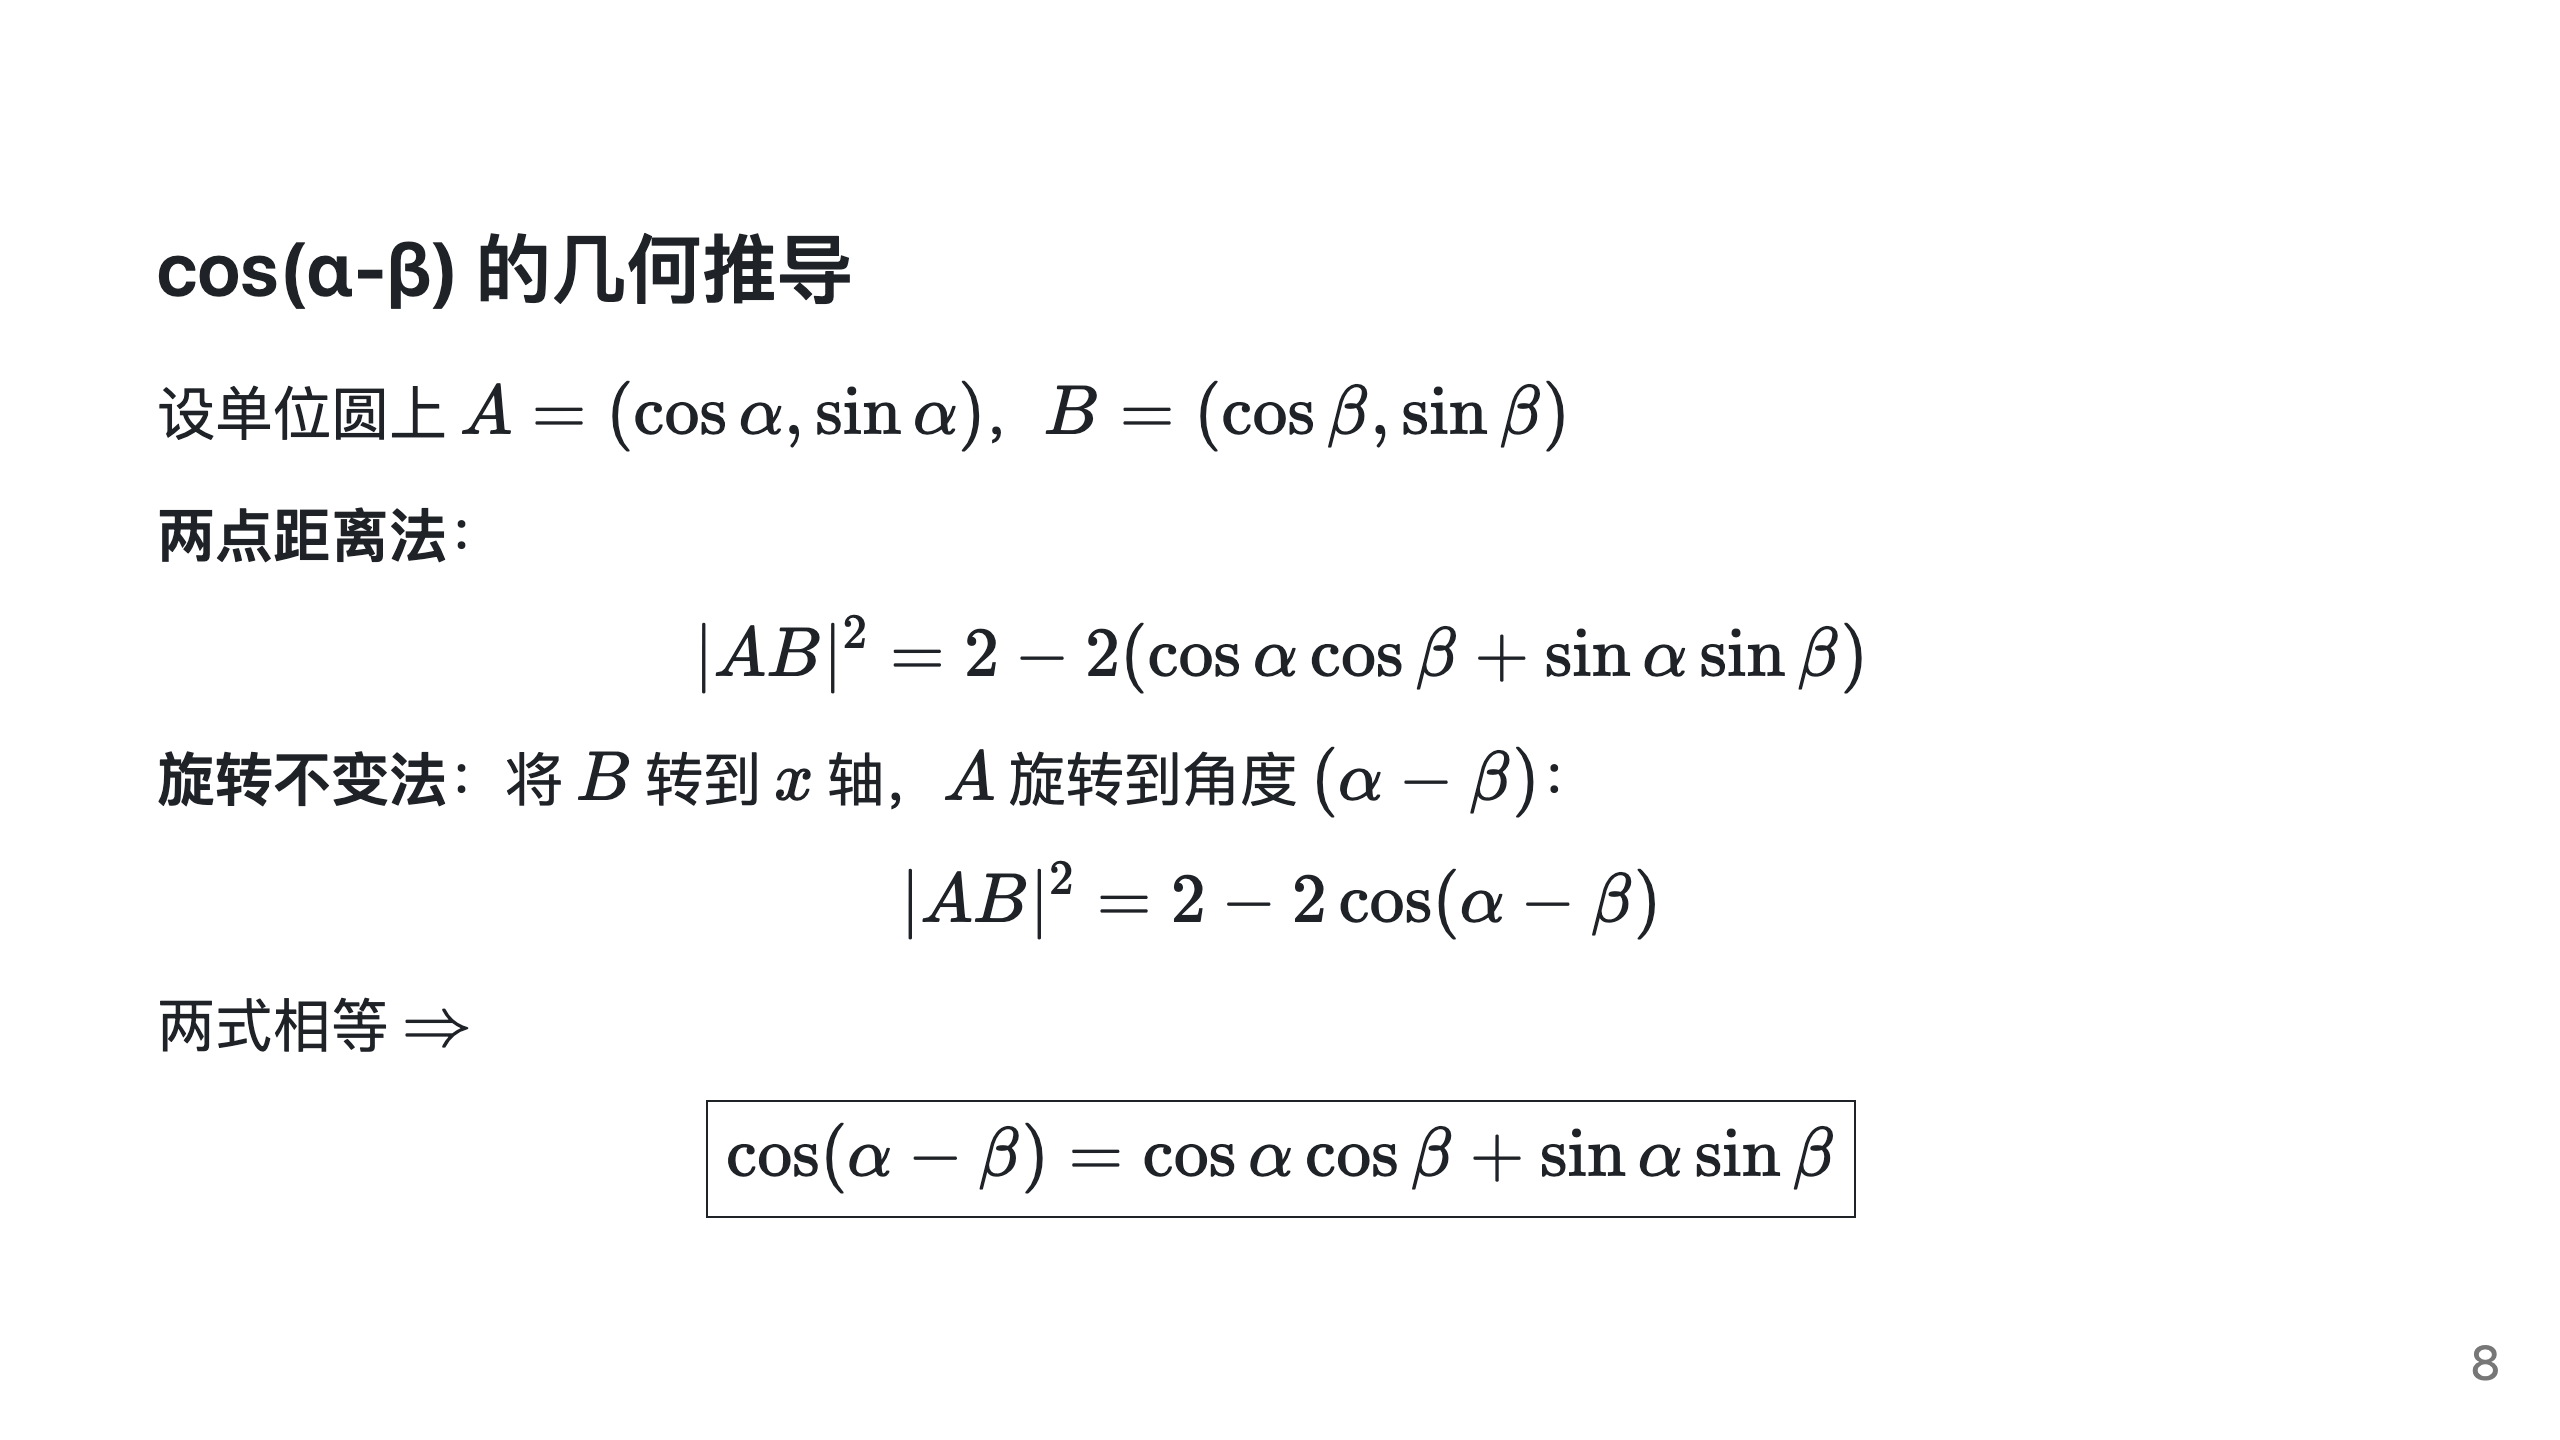 cos(α-β) 的几何推导
设单位圆上 A = (cos α, sin α)，B = (cos β, sin β)
两点距离法：
|AB|² = 2 − 2(cos α cos β + sin α sin β)
旋转不变法：将 B 转到 x 轴，A 旋转到角度 (α − β)：
|AB|² = 2 − 2 cos(α − β)
两式相等 ⇒
cos(α − β) = cos α cos β + sin α sin β
8